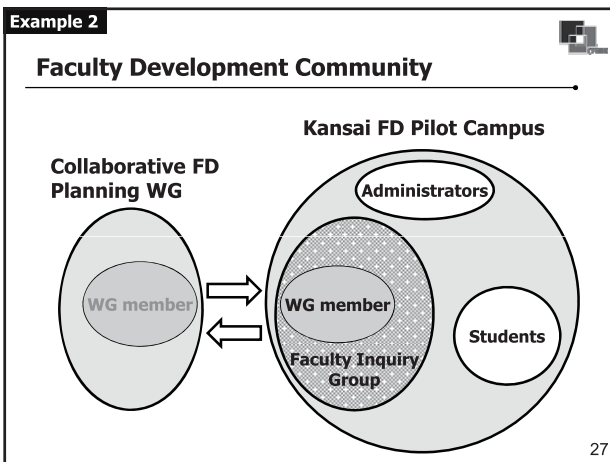 Example 2
Faculty Development Community
Kansai FD Pilot Campus
Collaborative FD
Planning WG
Administrators
WG member
WG member
Students
Faculty Inquiry
Group
27